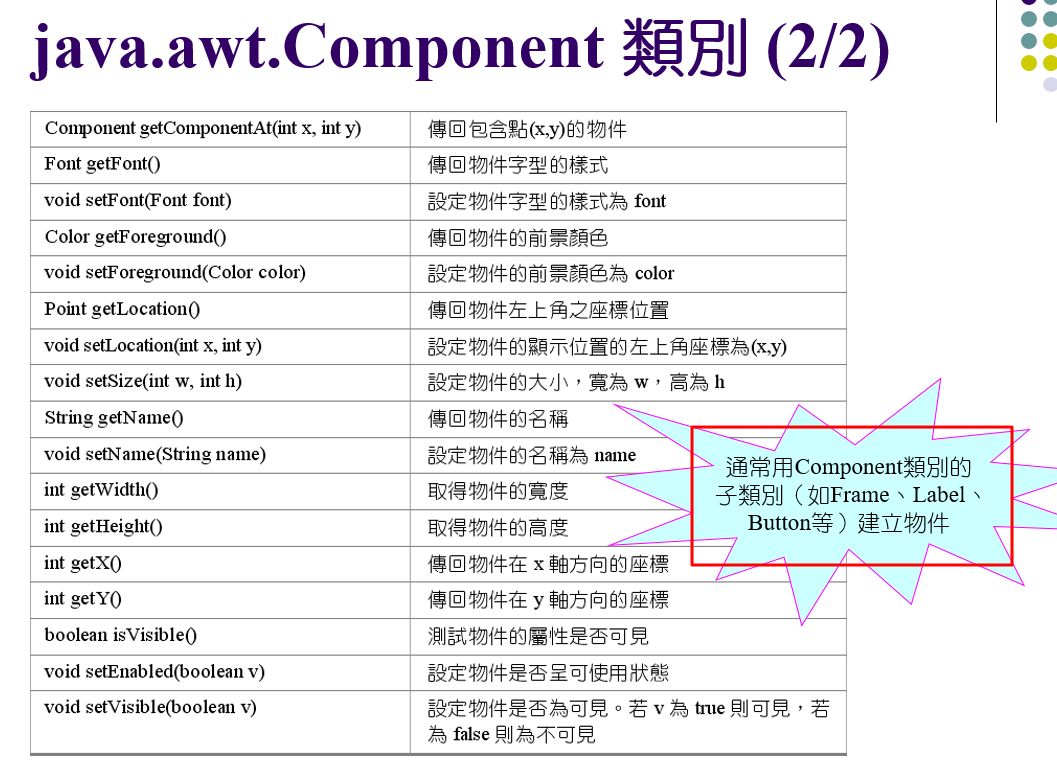 java.awt.Component 類別 (2/2)
Component getComponentAt(int x, int y) 傳回包含點(x,y)的物件
Font getFont() 傳回物件字型的樣式
void setFont(Font font) 設定物件字型的樣式為 font
Color getForeground() 傳回物件的前景顏色
void setForeground(Color color) 設定物件的前景顏色為 color
Point getLocation() 傳回物件左上角之座標位置
void setLocation(int x, int y) 設定物件的顯示位置的左上角座標為(x,y)
void setSize(int w, int h) 設定物件的大小，寬為 w，高為 h
String getName() 傳回物件的名稱
void setName(String name) 設定物件的名稱為 name
int getWidth() 取得物件的寬度
int getHeight() 取得物件的高度
int getX() 傳回物件在 x 軸方向的座標
int getY() 傳回物件在 y 軸方向的座標
boolean isVisible() 測試物件的屬性是否可見
void setEnabled(boolean v) 設定物件是否呈可使用狀態
void setVisible(boolean v) 設定物件是否為可見。若 v 為 true 則可見，若
為 false 則為不可見
通常用Component類別的
子類別（如Frame、Label、
Button等）建立物件